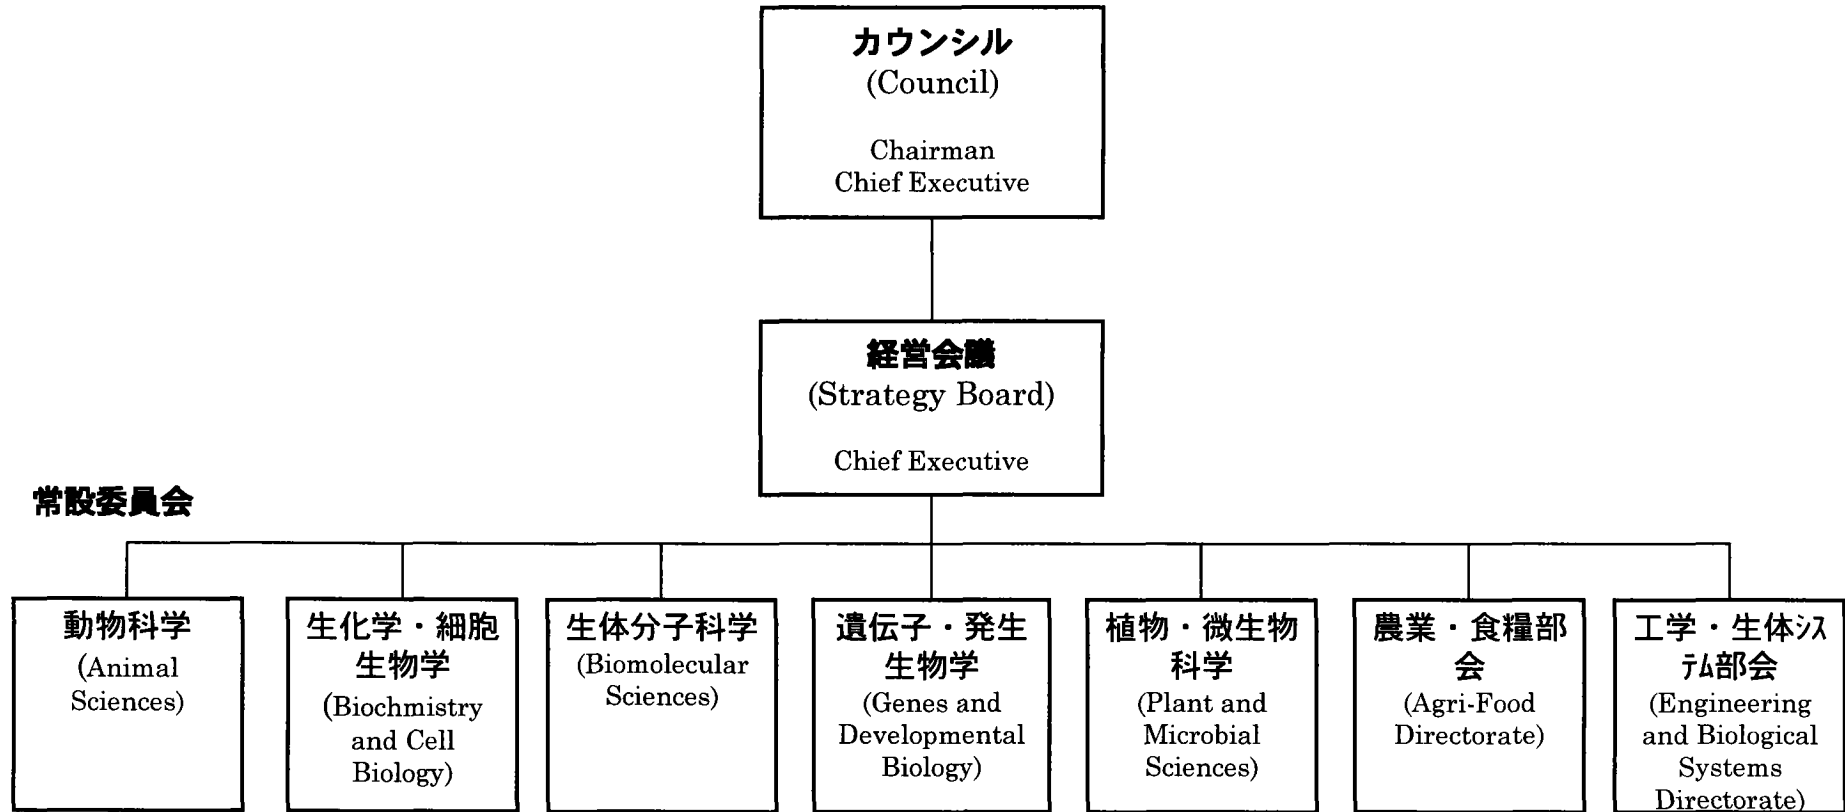 カウンシル
(Council)
Chairman
Chief Executive
経営会議
(Strategy Board)
Chief Executive
常設委員会
動物科学
(Animal
Sciences)
生化学・細胞
生物学
(Biochmistry
and Cell
Biology)
生体分子科学
(Biomolecular
Sciences)
遺伝子・発生
生物学
(Genes and
Developmental
Biology)
植物・微生物
科学
(Plant and
Microbial
Sciences)
農業・食糧部
会
(Agri-Food
Directorate)
工学・生体ｼｽ
ﾃﾑ部会
(Engineering
and Biological
Systems
Directorate)